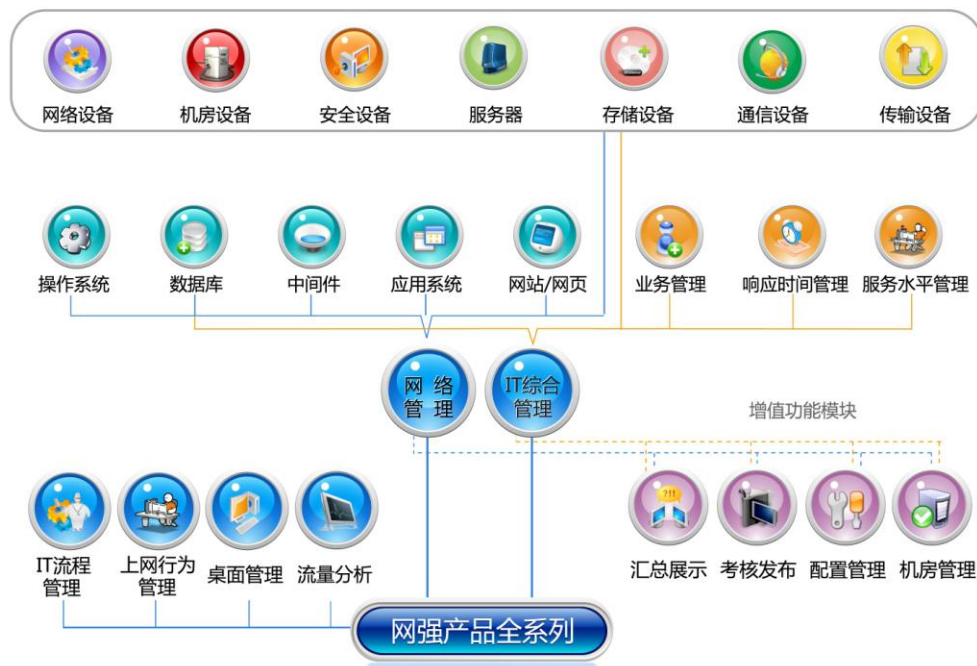 网络设备
机房设备
安全设备
服务器
存储设备
通信设备
传输设备
操作系统
数据库
中间件
应用系统
网站/网页
业务管理
响应时间管理
服务水平管理
网 络
管 理
IT综合
管理
增值功能模块
?!!
IT流程
管理
上网行为
管理
桌面管理
流量分析
汇总展示
考核发布
配置管理
机房管理
网强产品全系列